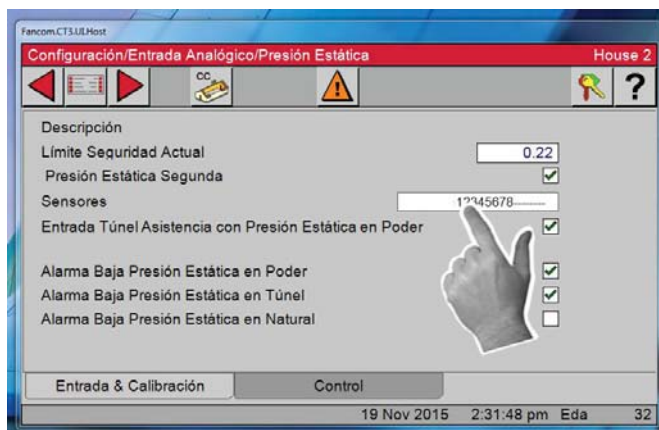 Fancom.CT3.ULHost
Configuración/Entrada Analógico/Presión Estática House 2
CC
?
Descripción
Límite Seguridad Actual 0.22
Presión Estática Segunda
Sensores 12345678--------
Entrada Túnel Asistencia con Presión Estática en Poder
Alarma Baja Presión Estática en Poder
Alarma Baja Presión Estática en Túnel
Alarma Baja Presión Estática en Natural
Entrada & Calibración Control
19 Nov 2015 2:31:48 pm Eda 32